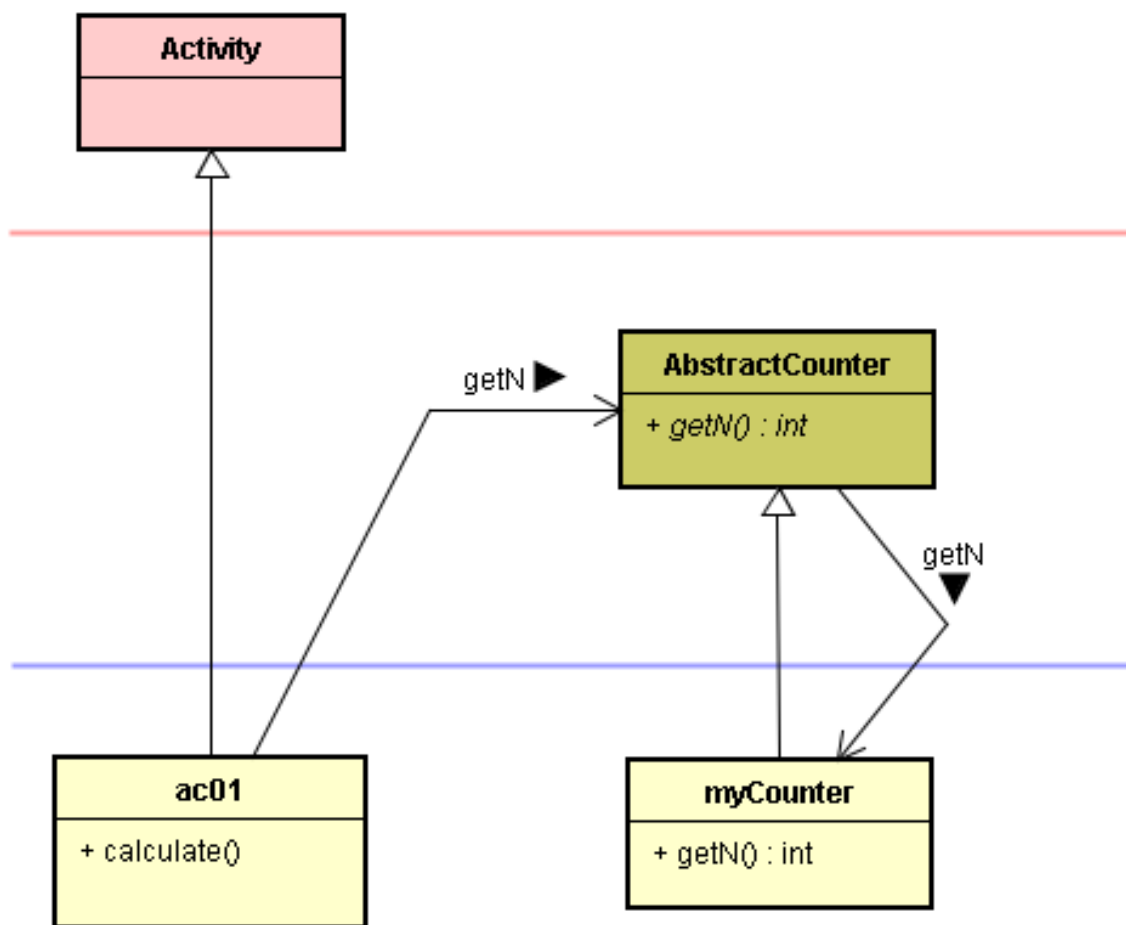 Activity
getN
AbstractCounter
+ getN() : int
getN
ac01
+ calculate()
myCounter
+ getN() : int